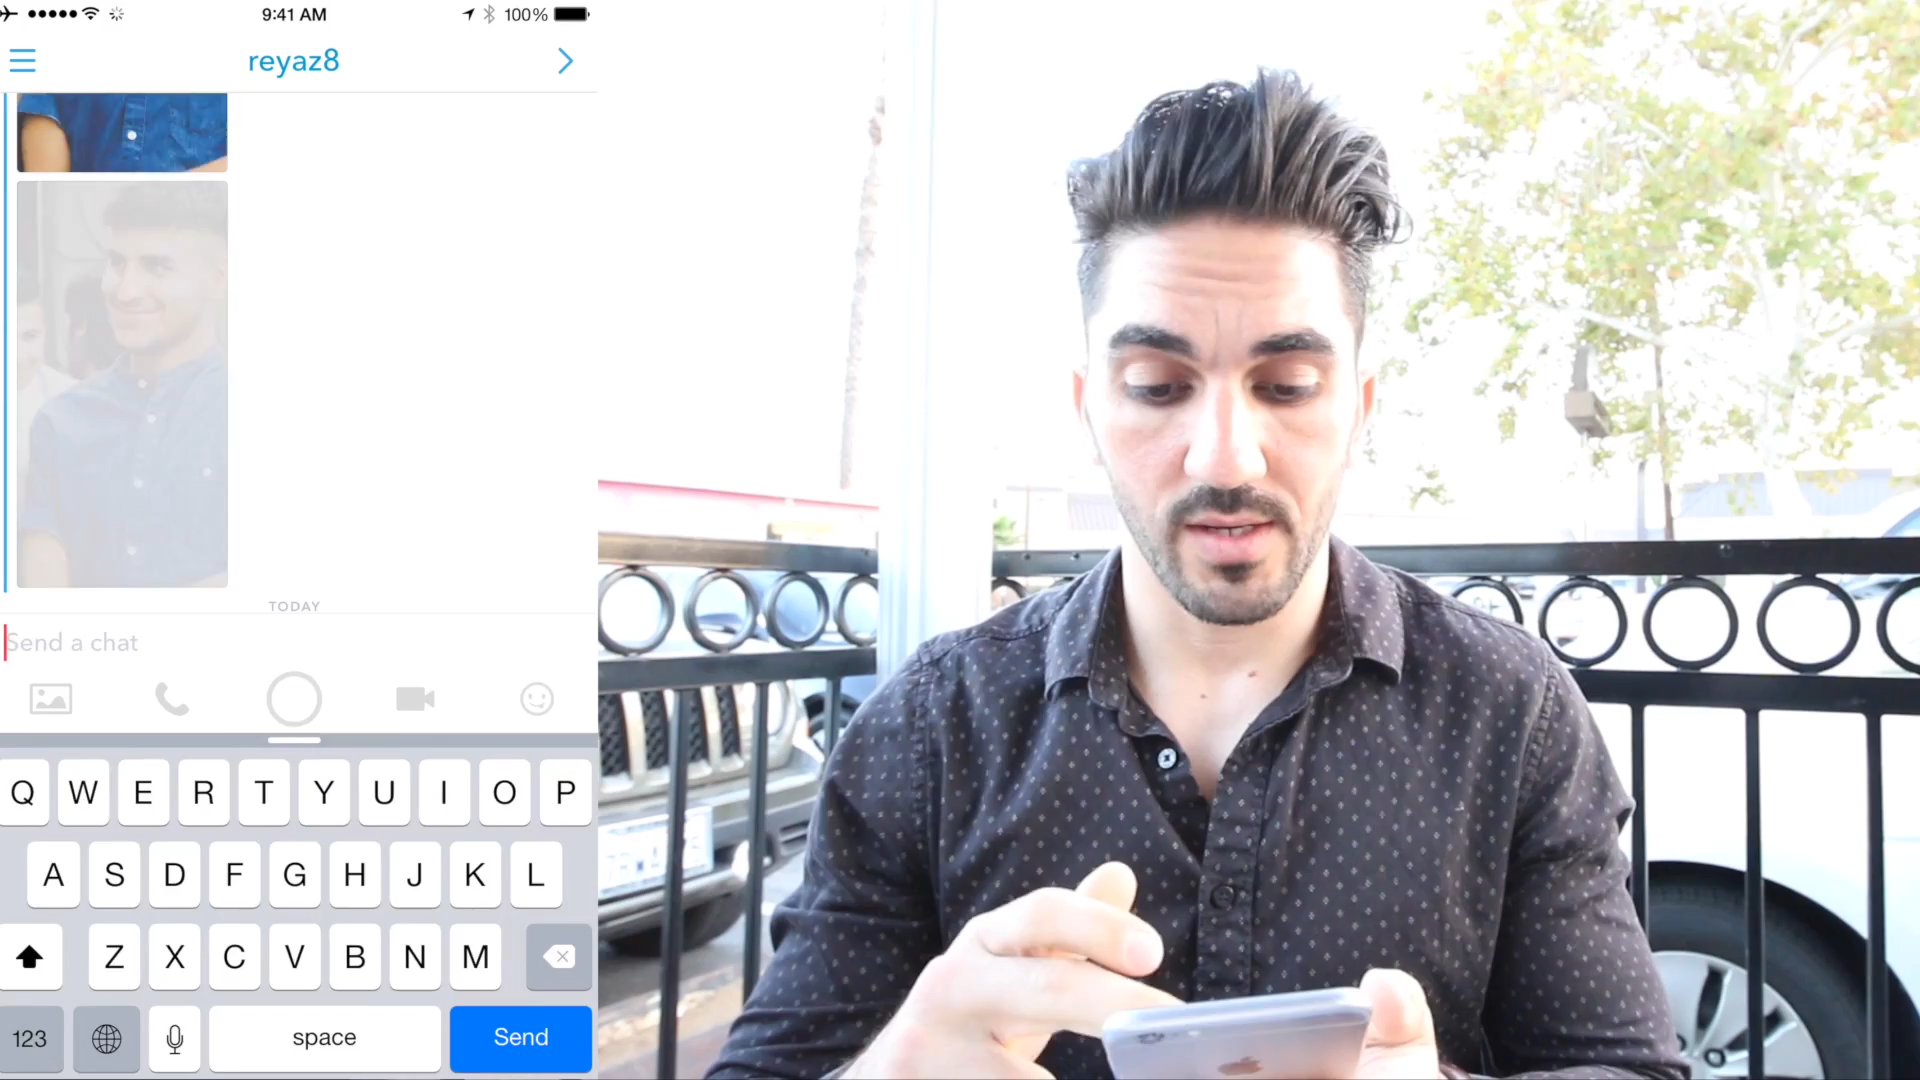 9:41 AM
100%
reyaz8
TODAY
Send a chat
Q W E R T Y U I O P
A S D F G H J K L
Z X C V B N M
123
space
Send